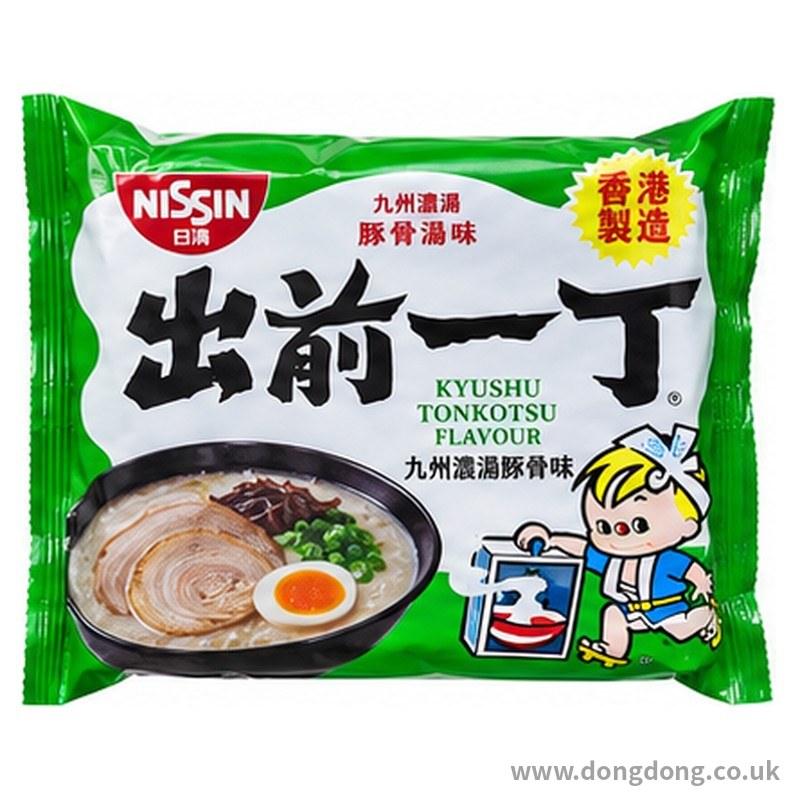 NISSIN
日清
九州濃湯
豚骨湯味
香港
製造
出前一丁
KYUSHU
TONKOTSU
FLAVOUR
九州濃湯豚骨味
www.dongdong.co.uk